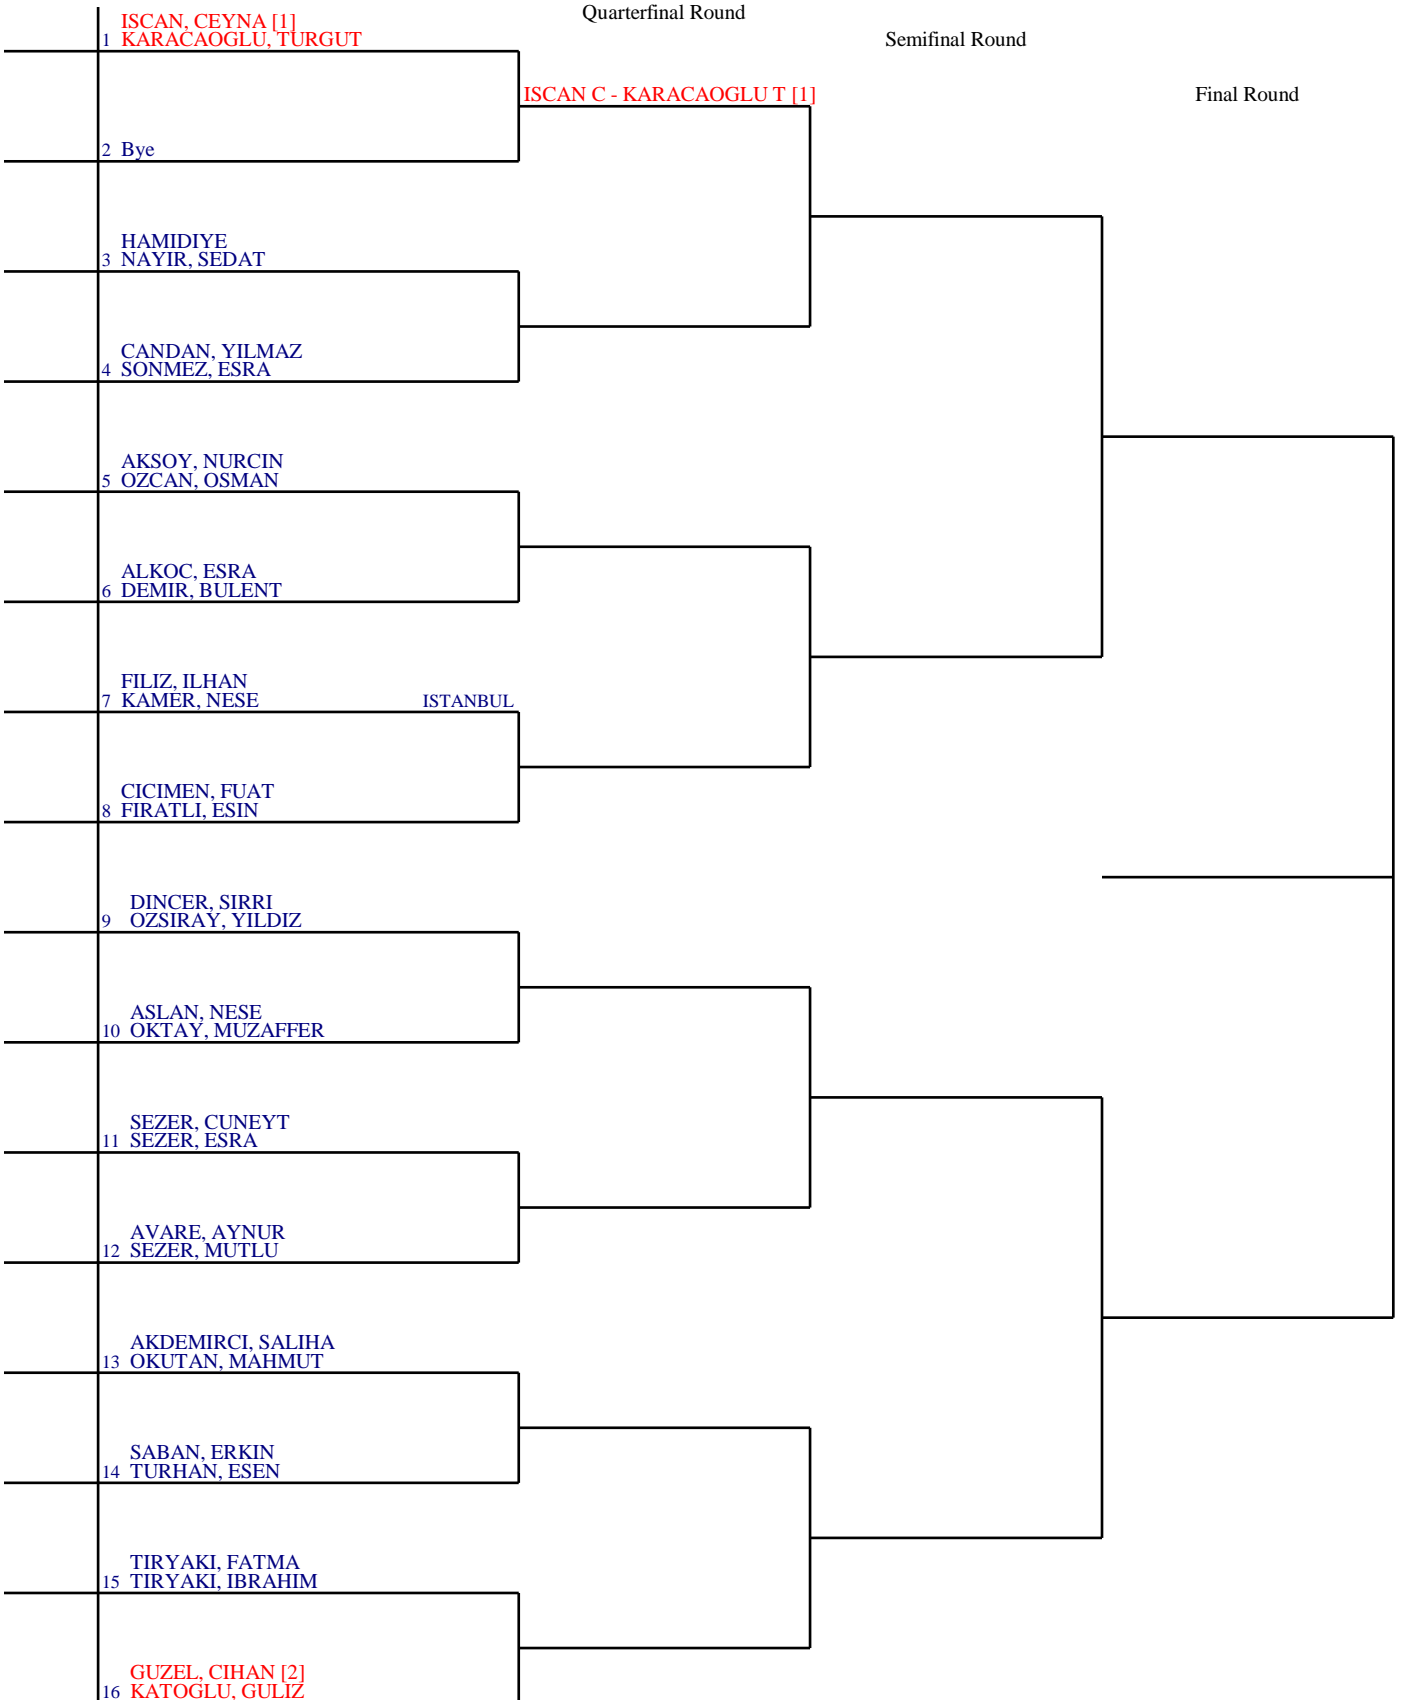 Quarterfinal Round
Semifinal Round
Final Round
ISCAN, CEYNA [1]
1 KARACAOGLU, TURGUT
ISCAN C - KARACAOGLU T [1]
2 Bye
HAMIDIYE
3 NAYIR, SEDAT
CANDAN, YILMAZ
4 SONMEZ, ESRA
AKSOY, NURCIN
5 OZCAN, OSMAN
ALKOC, ESRA
6 DEMIR, BULENT
FILIZ, ILHAN
7 KAMER, NESE ISTANBUL
CICIMEN, FUAT
8 FIRATLI, ESIN
DINCER, SIRRI
9 OZSIRAY, YILDIZ
ASLAN, NESE
10 OKTAY, MUZAFFER
SEZER, CUNEYT
11 SEZER, ESRA
AVARE, AYNUR
12 SEZER, MUTLU
AKDEMIRCI, SALIHA
13 OKUTAN, MAHMUT
SABAN, ERKIN
14 TURHAN, ESEN
TIRYAKI, FATMA
15 TIRYAKI, IBRAHIM
GUZEL, CIHAN [2]
16 KATOGLU, GULIZ